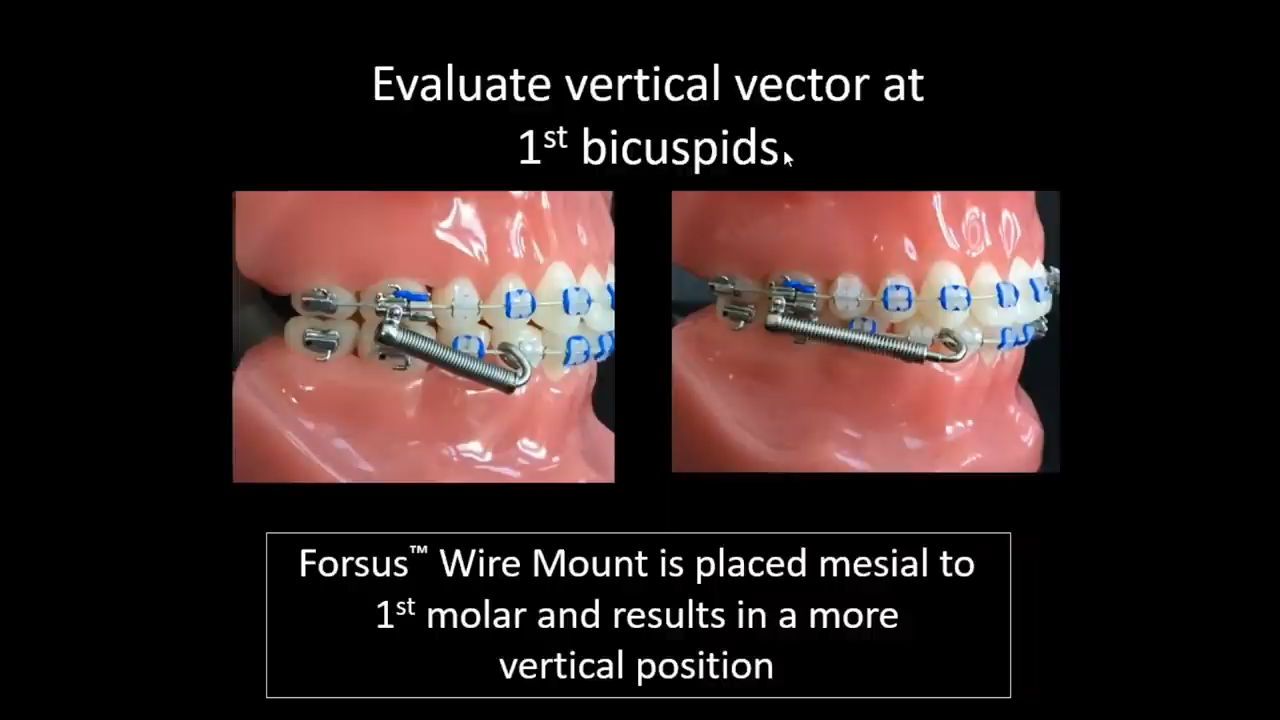 Evaluate vertical vector at
1st bicuspids.
Forsus™ Wire Mount is placed mesial to
1st molar and results in a more
vertical position